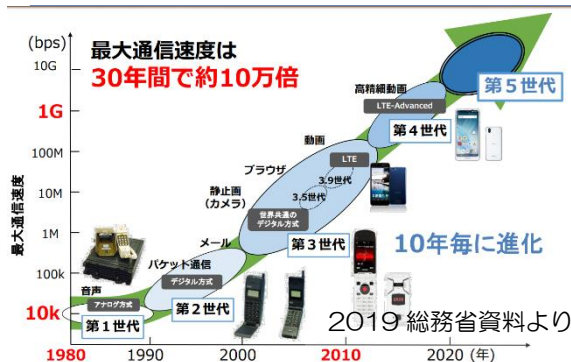 (bps)
最大通信速度は
30年間で約10万倍
10G
1G
100M
10M
1M
100k
10k
最大通信速度
高精細動画
LTE-Advanced
第5世代
第4世代
動画
LTE
ブラウザ
3.9世代
3.5世代
静止画
(カメラ)
世界共通の
デジタル方式
第3世代
10年毎に進化
メール
パケット通信
デジタル方式
第2世代
音声
アナログ方式
第1世代
2019 総務省資料より
1980
1990
2000
2010
2020
(年)